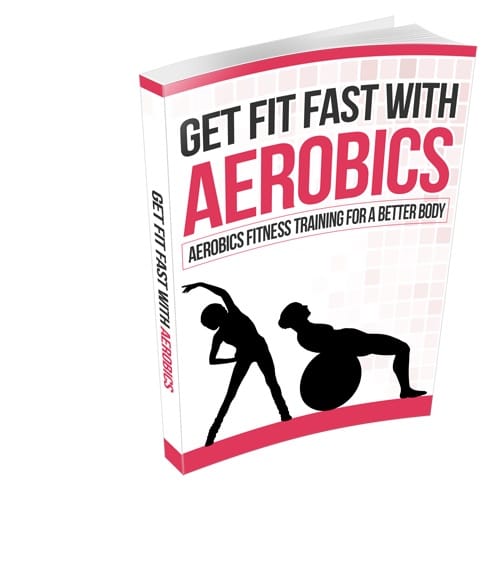 GET FIT FAST WITH
AEROBICS
AEROBICS FITNESS TRAINING FOR A BETTER BODY
GET FIT FAST WITH AEROBICS